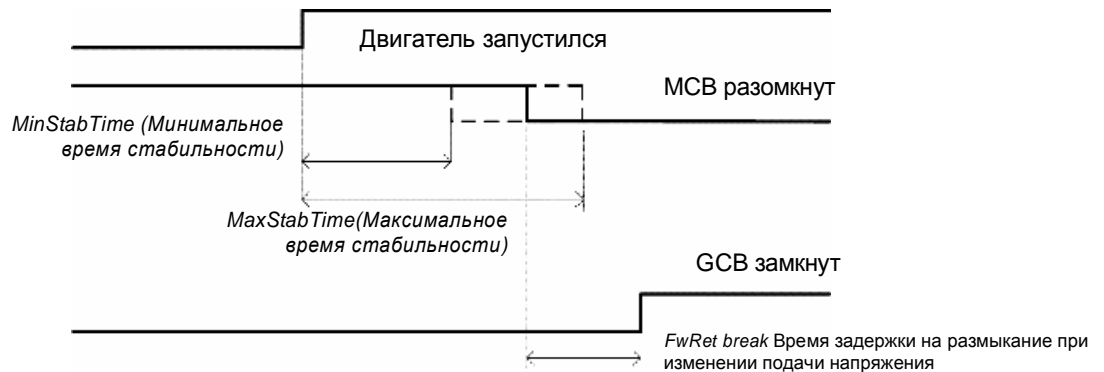 Двигатель запустился
MCB разомкнут
MinStabTime (Минимальное
время стабильности)
MaxStabTime(Максимальное
время стабильности)
GCB замкнут
FwRet break Время задержки на размыкание при
изменении подачи напряжения